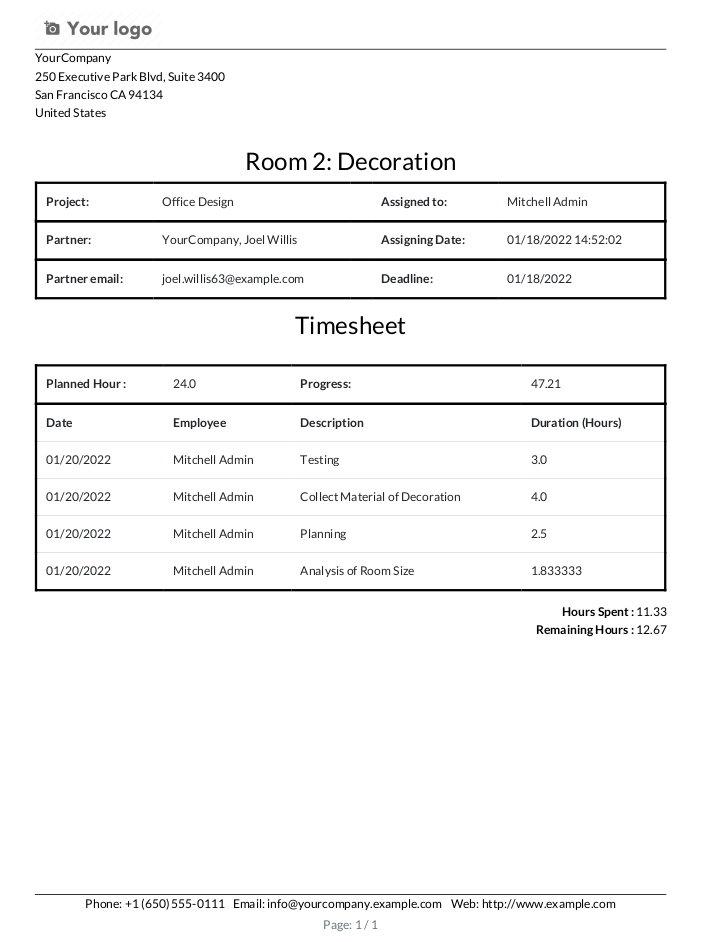 Your logo
YourCompany
250 Executive Park Blvd, Suite 3400
San Francisco CA 94134
United States
Room 2: Decoration
Project: Office Design Assigned to: Mitchell Admin
Partner: YourCompany, Joel Willis Assigning Date: 01/18/2022 14:52:02
Partner email: joel.willis63@example.com Deadline: 01/18/2022
Timesheet
Planned Hour : 24.0 Progress: 47.21
Date Employee Description Duration (Hours)
01/20/2022 Mitchell Admin Testing 3.0
01/20/2022 Mitchell Admin Collect Material of Decoration 4.0
01/20/2022 Mitchell Admin Planning 2.5
01/20/2022 Mitchell Admin Analysis of Room Size 1.833333
Hours Spent : 11.33
Remaining Hours : 12.67
Phone: +1 (650) 555-0111 Email: info@yourcompany.example.com Web: http://www.example.com
Page: 1 / 1